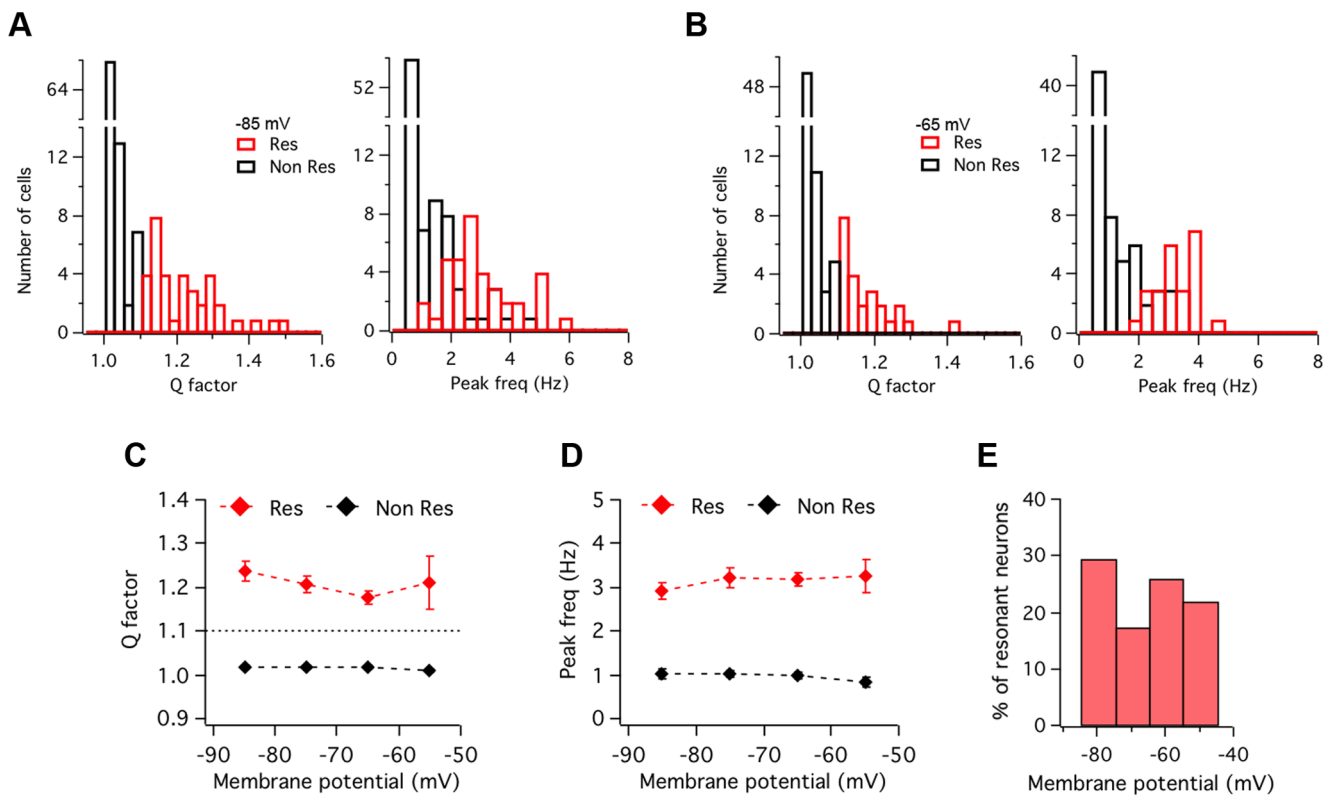 A
B
Number of cells
64
12
8
4
0
1.0
1.2
1.4
1.6
Q factor
-85 mV
Res
Non Res
52
12
8
4
0
0
2
4
6
8
Peak freq (Hz)
Number of cells
48
12
8
4
0
1.0
1.2
1.4
1.6
Q factor
-65 mV
Res
Non Res
40
12
8
4
0
0
2
4
6
8
Peak freq (Hz)
C
D
E
Q factor
1.4
1.3
1.2
1.1
1.0
0.9
Res
Non Res
-90
-80
-70
-60
-50
Membrane potential (mV)
Peak freq (Hz)
5
4
3
2
1
0
Res
Non Res
-90
-80
-70
-60
-50
Membrane potential (mV)
% of resonant neurons
40
30
20
10
0
-80
-60
-40
Membrane potential (mV)